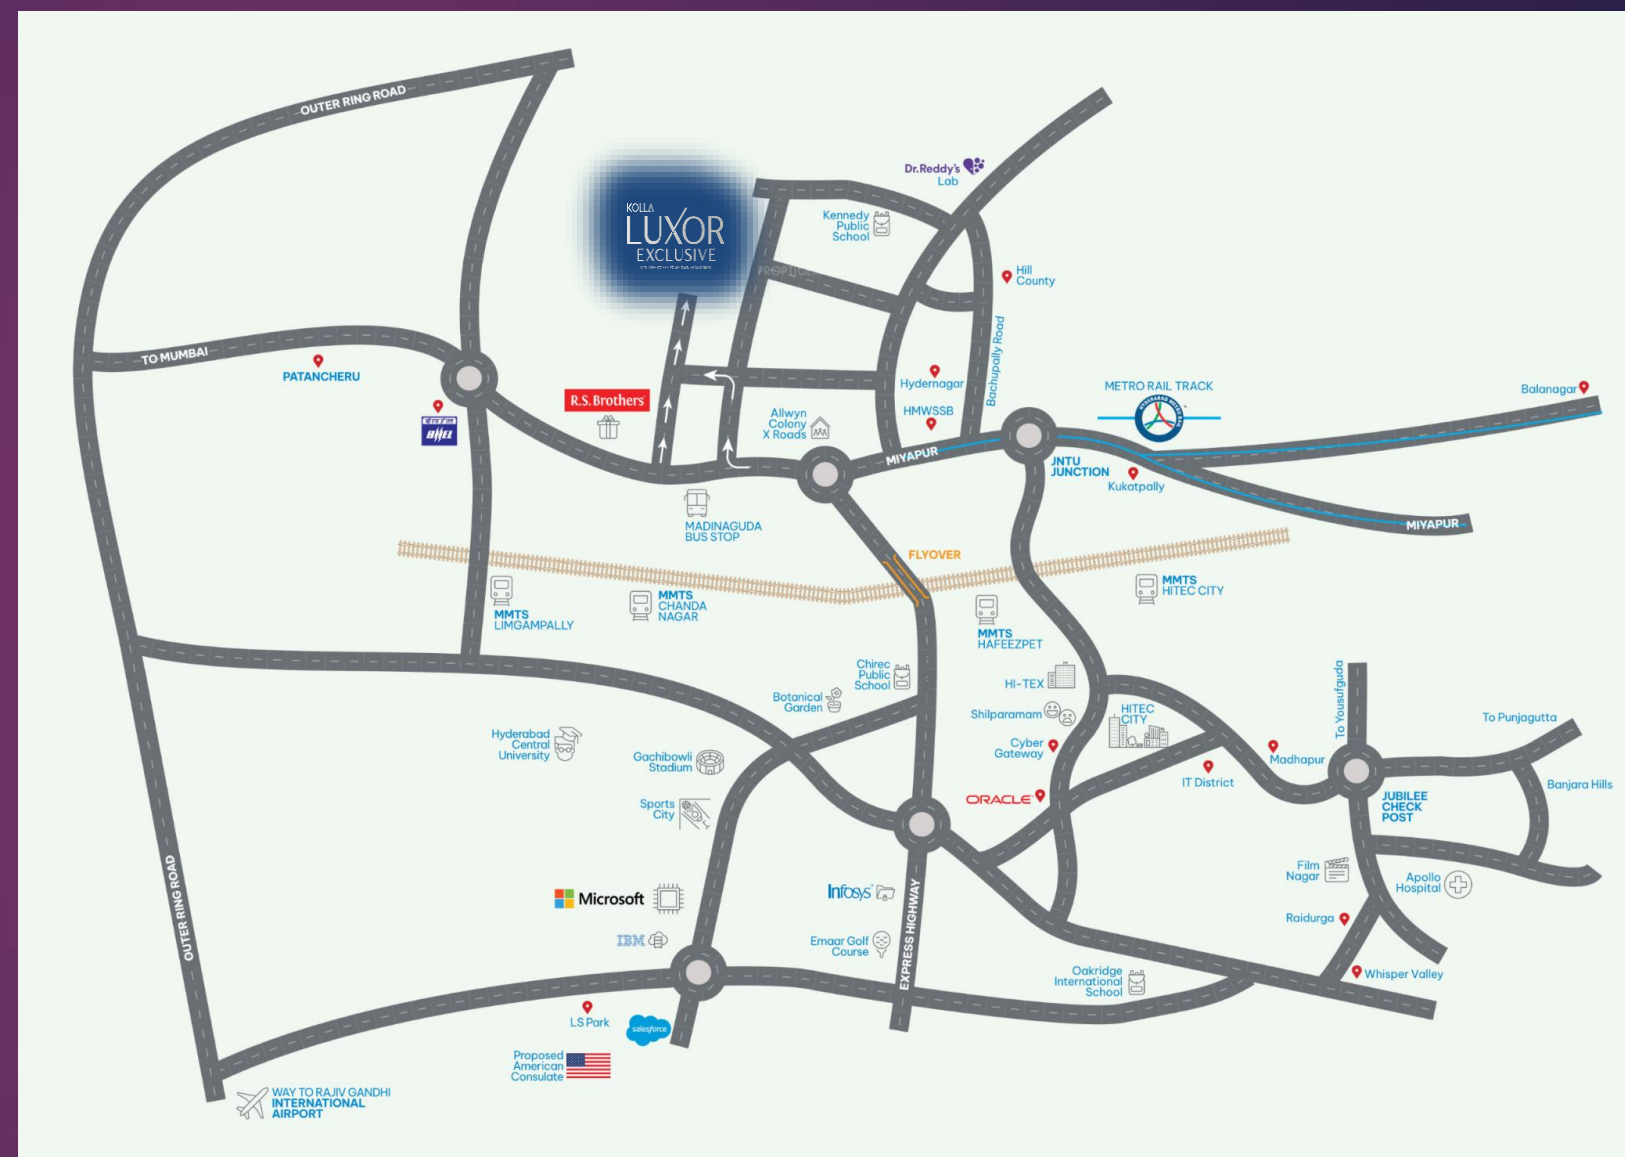 OUTER RING ROAD
Dr.Reddy's
Lab
KOLLA
LUXOR
EXCLUSIVE
Kennedy
Public
School
Hill
County
TO MUMBAI
PATANCHERU
BHEL
R.S.Brothers
Hydernagar
HMWSSB
Bachupally Road
METRO RAIL TRACK
HYDERABAD METRO RAIL
Balanagar
Allwyn
Colony
X Roads
MIYAPUR
JNTU
JUNCTION
Kukatpally
MIYAPUR
MADINAGUDA
BUS STOP
FLYOVER
MMTS
LIMGAMPALLY
MMTS
CHANDA
NAGAR
MMTS
HAFEEZPET
MMTS
HITEC CITY
Chirec
Public
School
Botanical
Garden
HI-TEX
Shilparamam
HITEC
CITY
Cyber
Gateway
To Yousufguda
To Punjagutta
Hyderabad
Central
University
Gachibowli
Stadium
Sports
City
ORACLE
IT District
Madhapur
JUBILEE
CHECK
POST
Banjara Hills
Film
Nagar
Apollo
Hospital
Raidurga
Whisper Valley
OUTER RING ROAD
Microsoft
IBM
Infosys
Emaar Golf
Course
EXPRESS HIGHWAY
Oakridge
International
School
LS Park
salesforce
Proposed
American
Consulate
WAY TO RAJIV GANDHI
INTERNATIONAL
AIRPORT